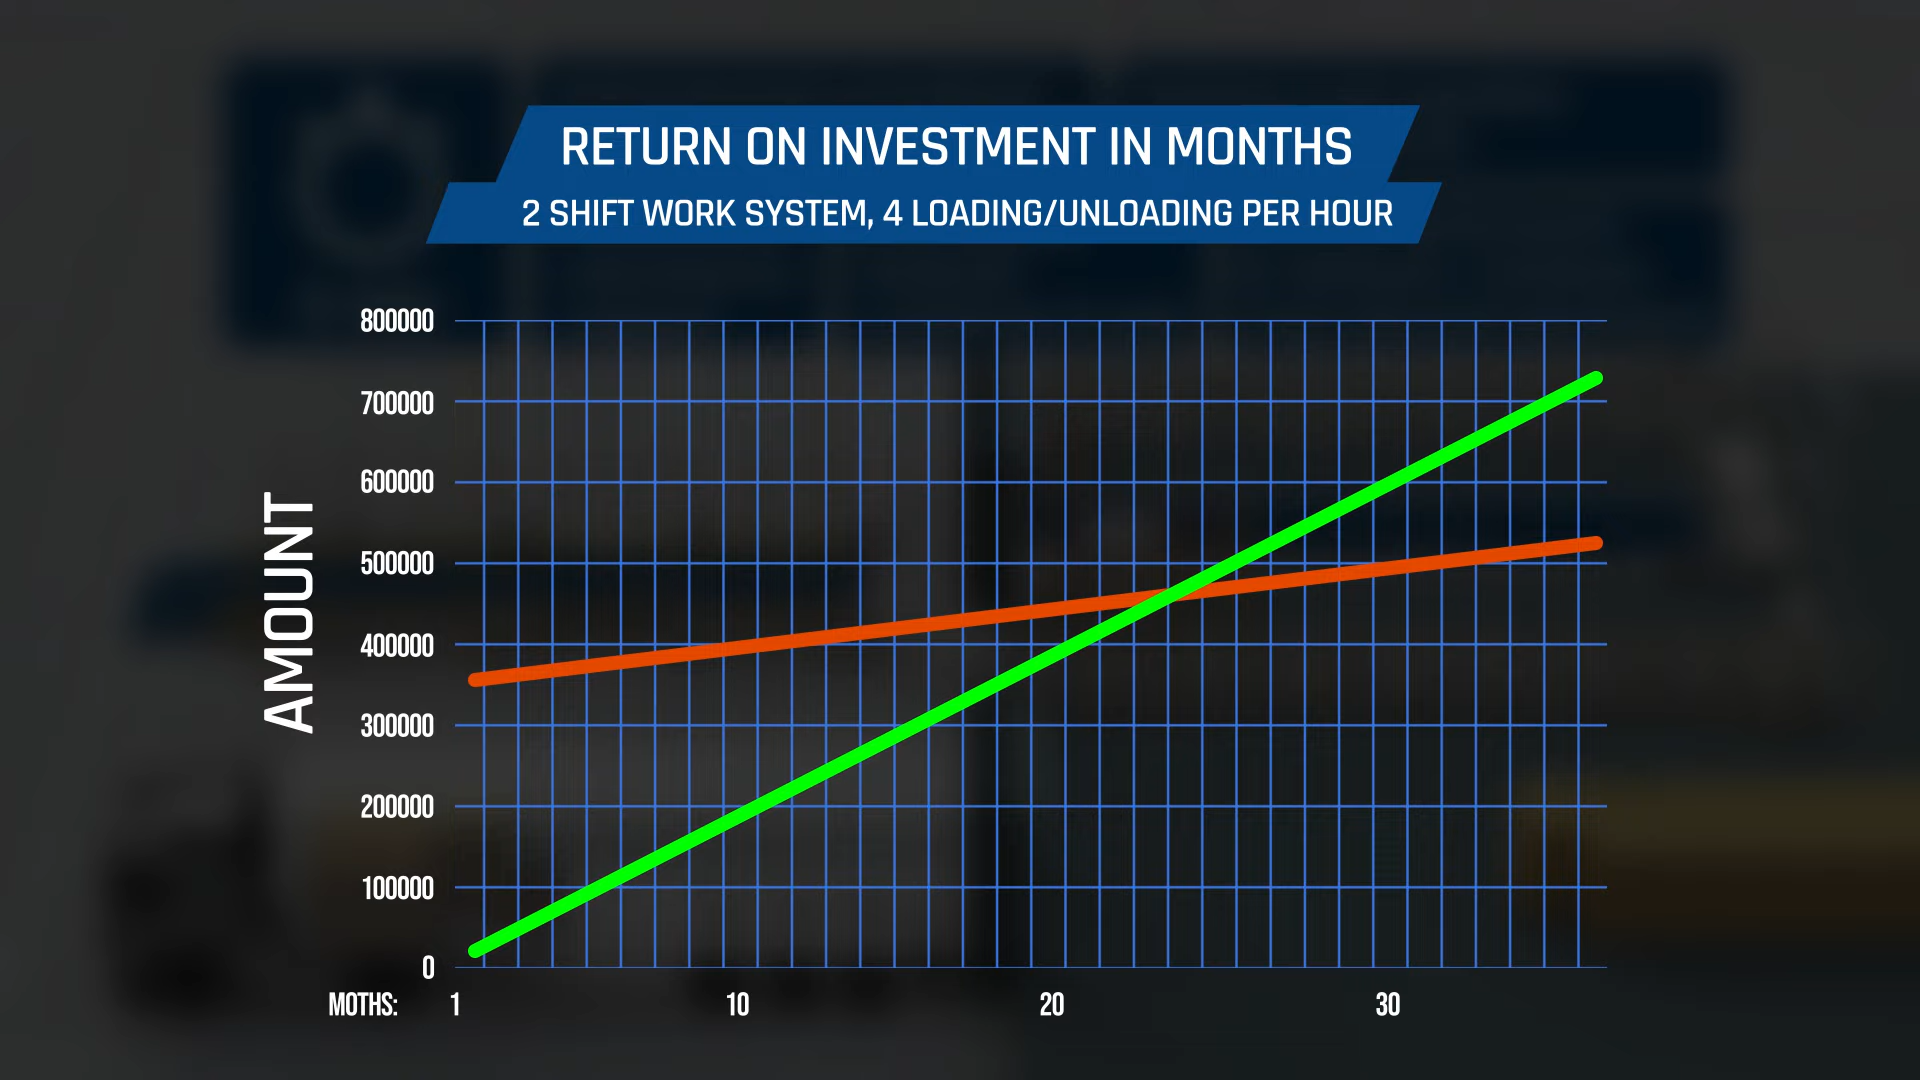 RETURN ON INVESTMENT IN MONTHS
2 SHIFT WORK SYSTEM, 4 LOADING/UNLOADING PER HOUR
AMOUNT
800000
700000
600000
500000
400000
300000
200000
100000
0
MOTHS: 1 10 20 30